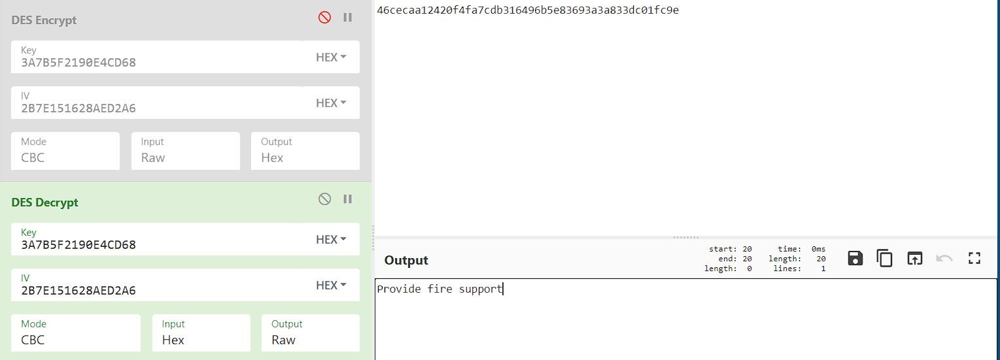 DES Encrypt
Key
3A7B5F2190E4CD68
HEX
IV
2B7E151628AED2A6
HEX
Mode
CBC
Input
Raw
Output
Hex
DES Decrypt
Key
3A7B5F2190E4CD68
HEX
IV
2B7E151628AED2A6
HEX
Mode
CBC
Input
Hex
Output
Raw
46cecaa12420f4fa7cdb316496b5e83693a3a833dc01fc9e
Output
start: 20 time: 0ms
end: 20 length: 20
length: 0 lines: 1
Provide fire support